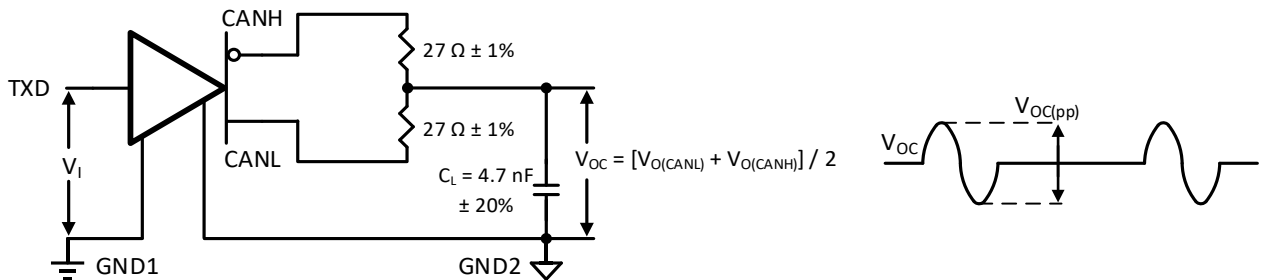 CANH
27 Ω ± 1%
TXD
27 Ω ± 1%
V_I
CANL
C_L = 4.7 nF
± 20%
V_OC = [V_O(CANL) + V_O(CANH)] / 2
GND1
GND2
V_OC(pp)
V_OC